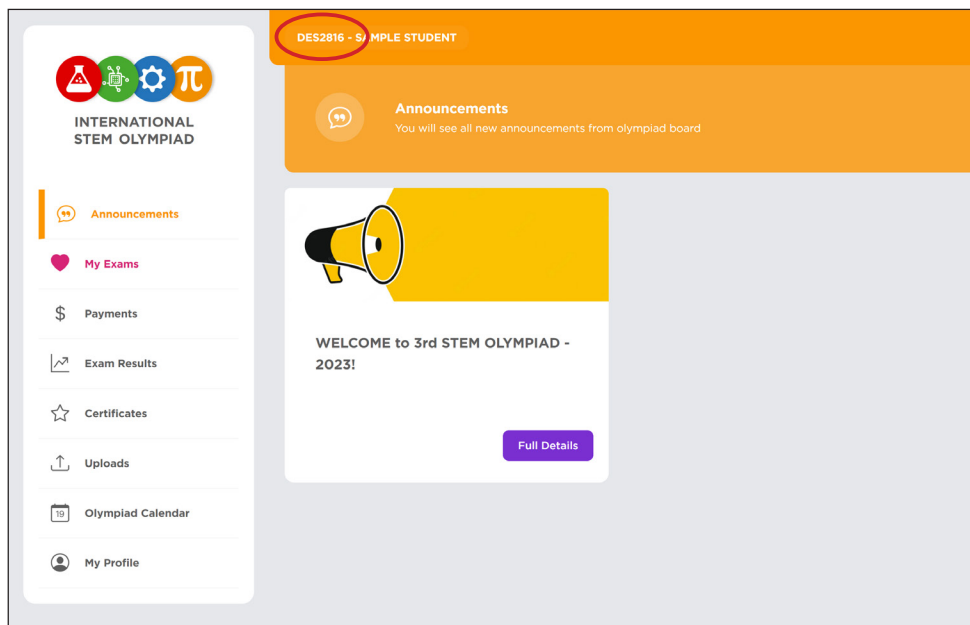 INTERNATIONAL
STEM OLYMPIAD
Announcements
My Exams
Payments
Exam Results
Certificates
Uploads
19
Olympiad Calendar
My Profile
DES2816 - SAMPLE STUDENT
Announcements
You will see all new announcements from olympiad board
WELCOME to 3rd STEM OLYMPIAD -
2023!
Full Details